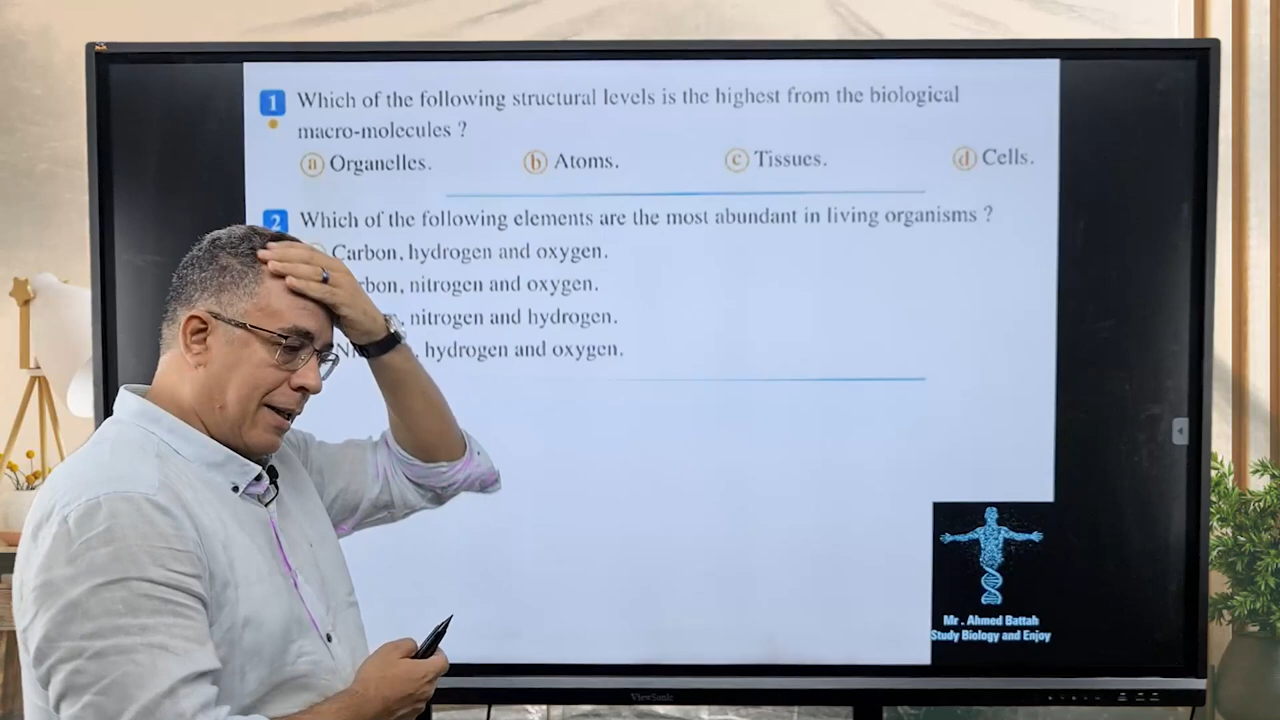 1 Which of the following structural levels is the highest from the biological
macro-molecules ?
a Organelles. b Atoms. c Tissues. d Cells.
2 Which of the following elements are the most abundant in living organisms ?
Carbon, hydrogen and oxygen.
rbon, nitrogen and oxygen.
, nitrogen and hydrogen.
, hydrogen and oxygen.
Mr . Ahmed Battah
Study Biology and Enjoy
ViewSonic